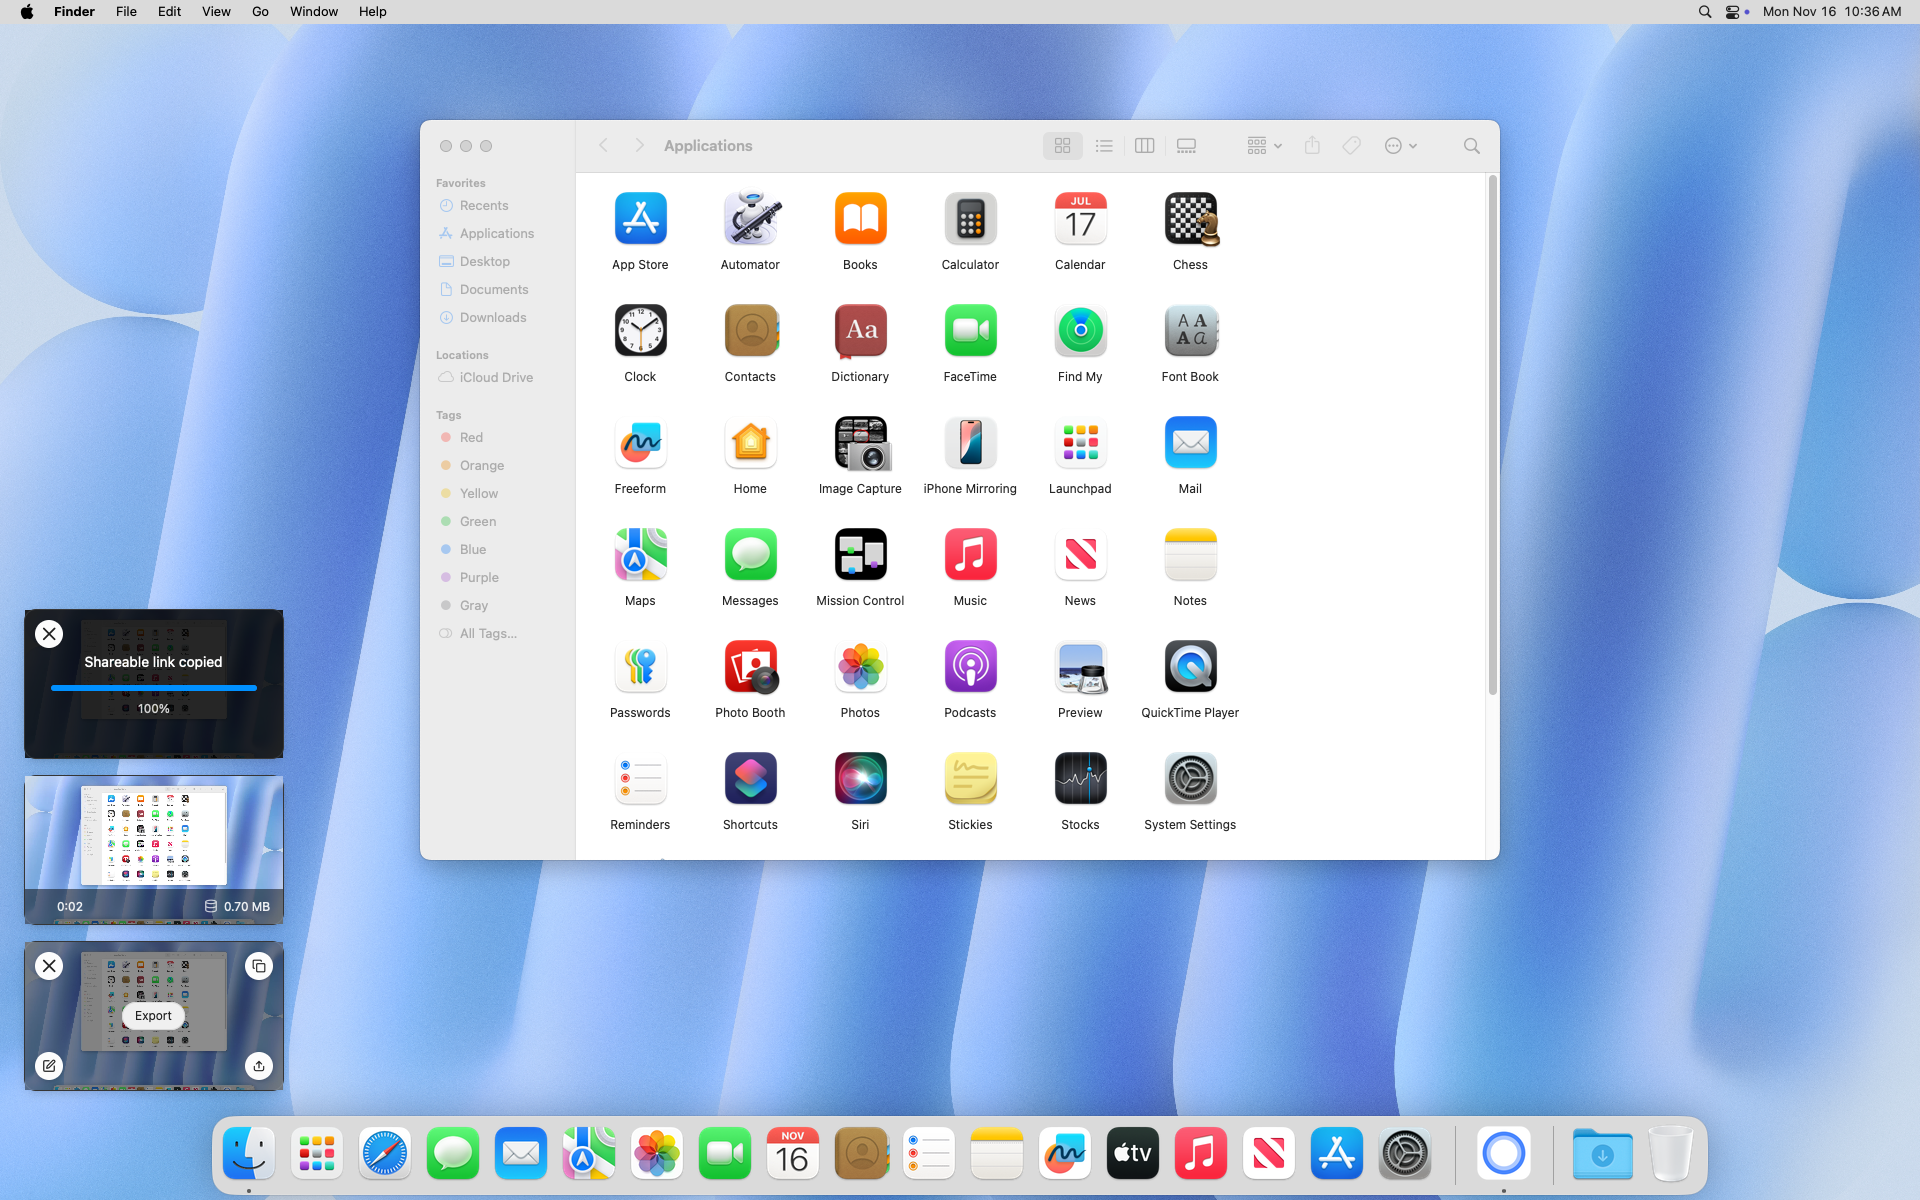 Finder File Edit View Go Window Help
Mon Nov 16 10:36 AM
Applications
Favorites
Recents
Applications
Desktop
Documents
Downloads
Locations
iCloud Drive
Tags
Red
Orange
Yellow
Green
Blue
Purple
Gray
All Tags...
JUL
17
App Store Automator Books Calculator Calendar Chess
Aa
A A
A a
Clock Contacts Dictionary FaceTime Find My Font Book
Freeform Home Image Capture iPhone Mirroring Launchpad Mail
Maps Messages Mission Control Music News Notes
Passwords Photo Booth Photos Podcasts Preview QuickTime Player
Reminders Shortcuts Siri Stickies Stocks System Settings
Shareable link copied
100%
0:02 0.70 MB
Export
NOV
16
tv